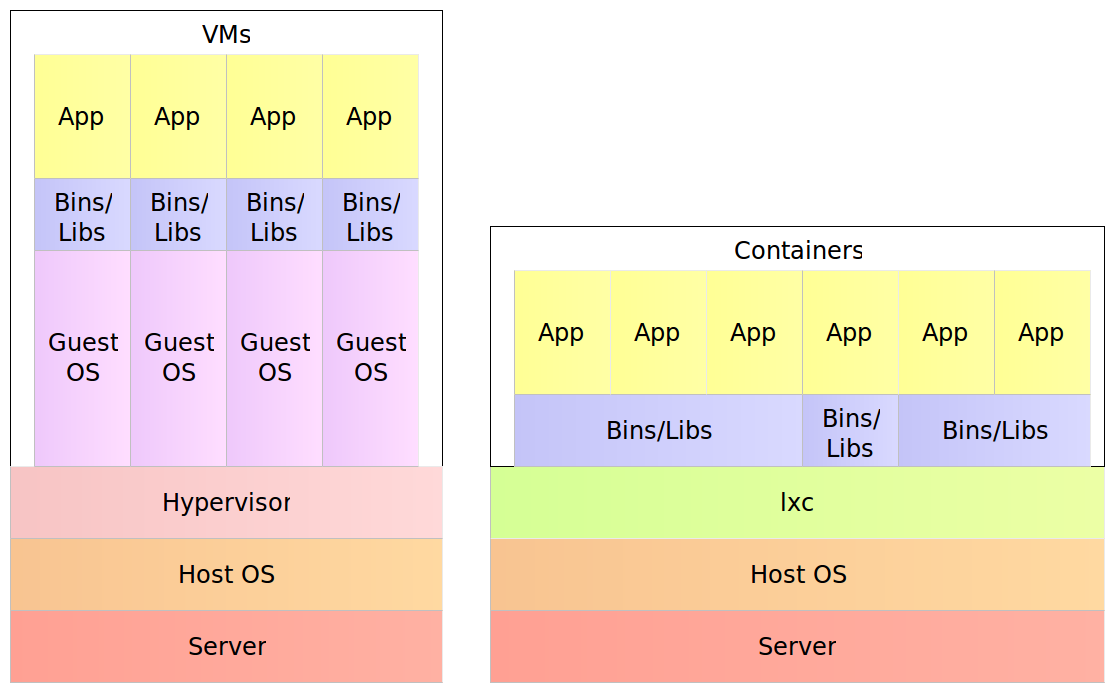 VMs
App App App App
Bins/ Bins/ Bins/ Bins/
Libs Libs Libs Libs
Guest Guest Guest Guest
OS OS OS OS
Hypervisor
Host OS
Server
Containers
App App App App App App
Bins/Libs
Bins/
Libs
Bins/Libs
lxc
Host OS
Server